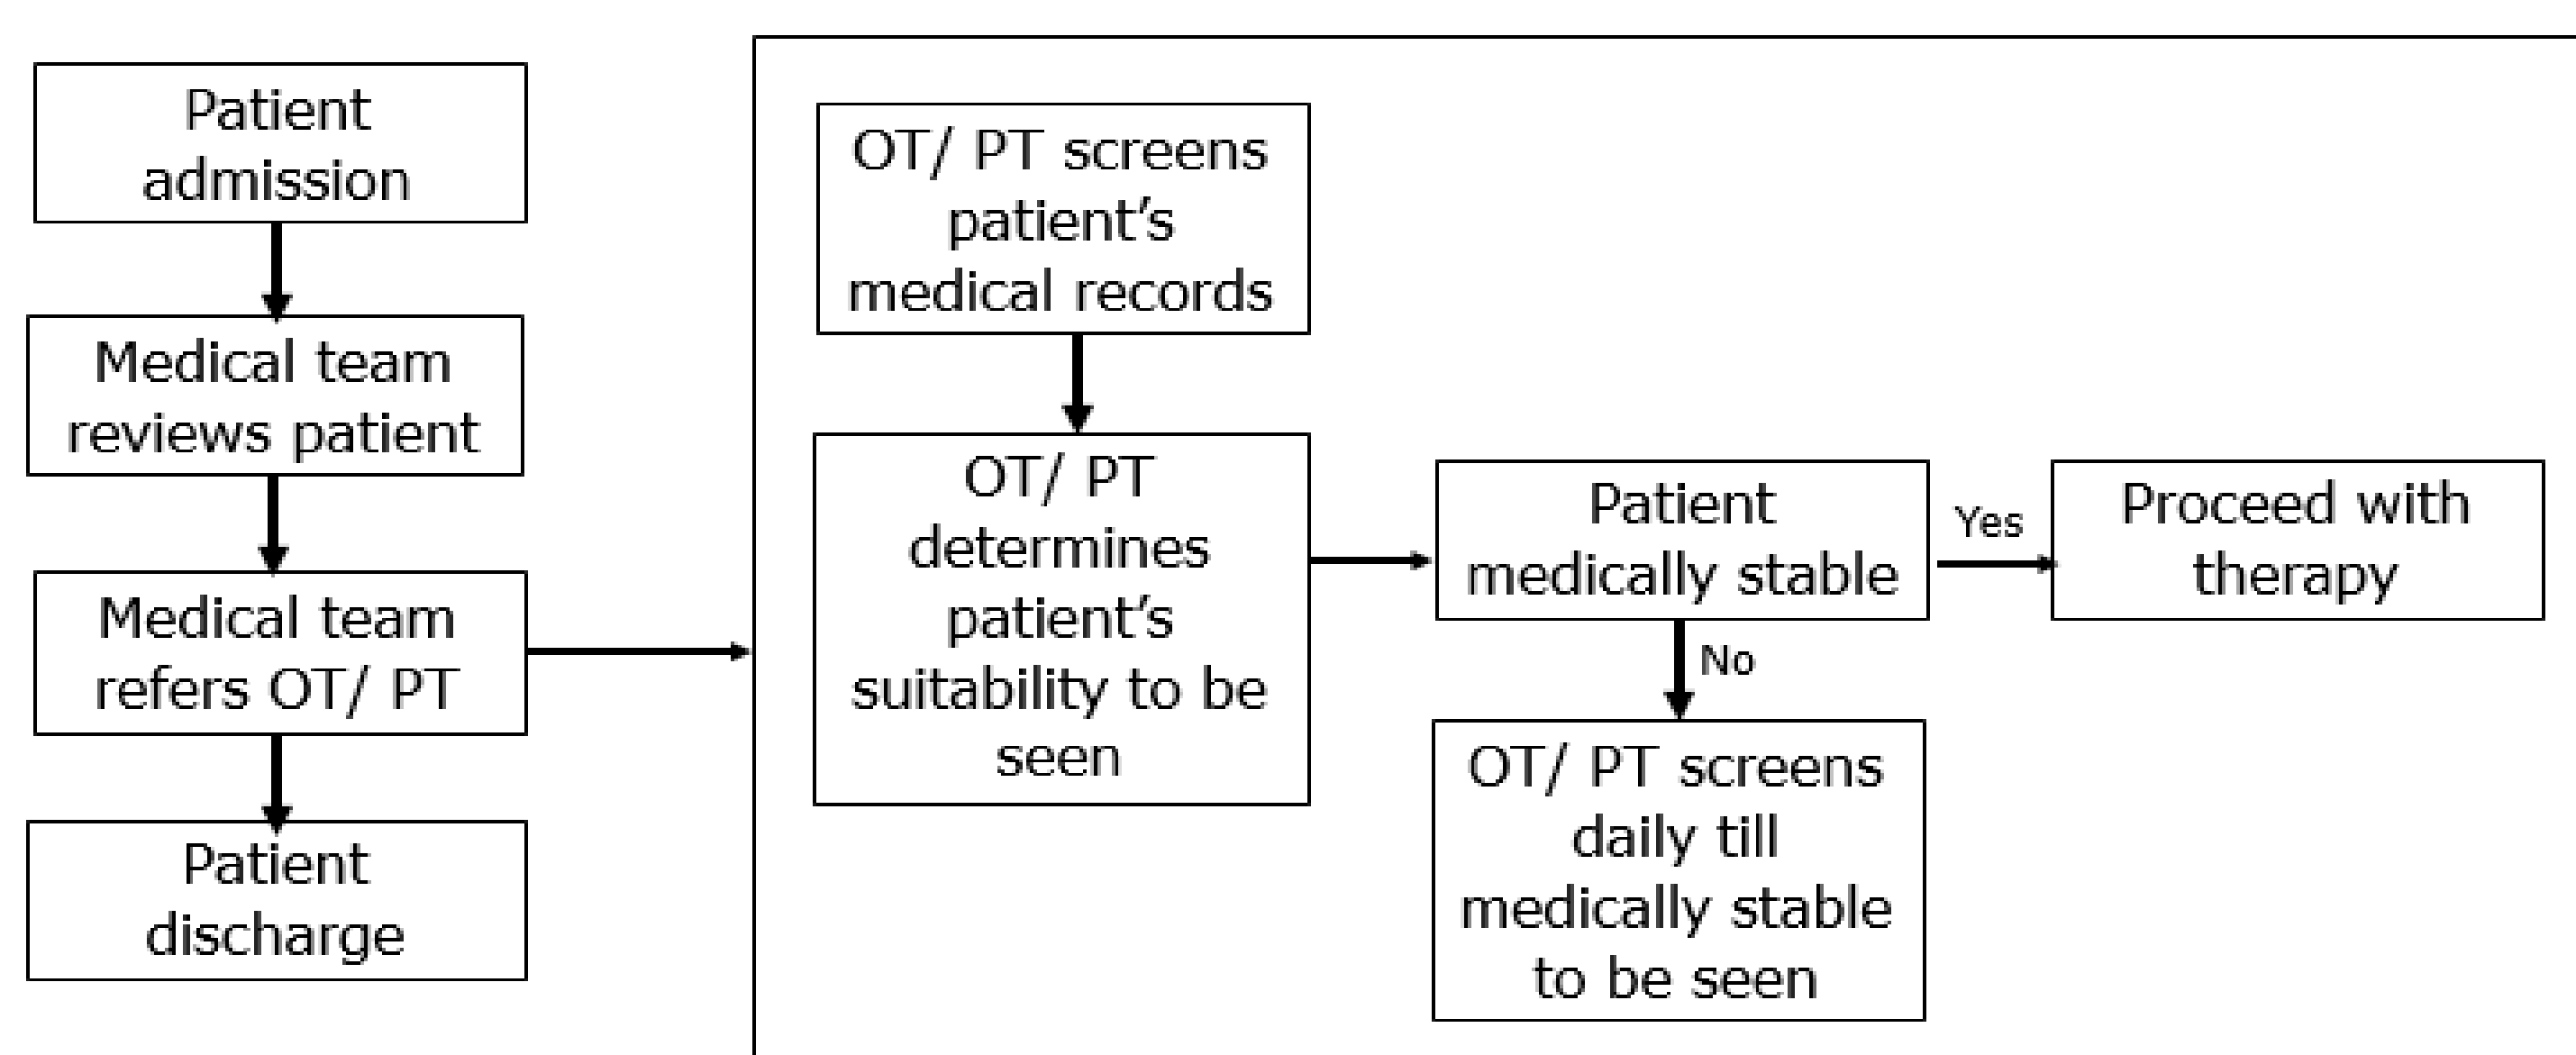 Patient
admission
Medical team
reviews patient
Medical team
refers OT/ PT
Patient
discharge
OT/ PT screens
patient’s
medical records
OT/ PT
determines
patient’s
suitability to be
seen
Patient
medically stable
Yes
Proceed with
therapy
No
OT/ PT screens
daily till
medically stable
to be seen